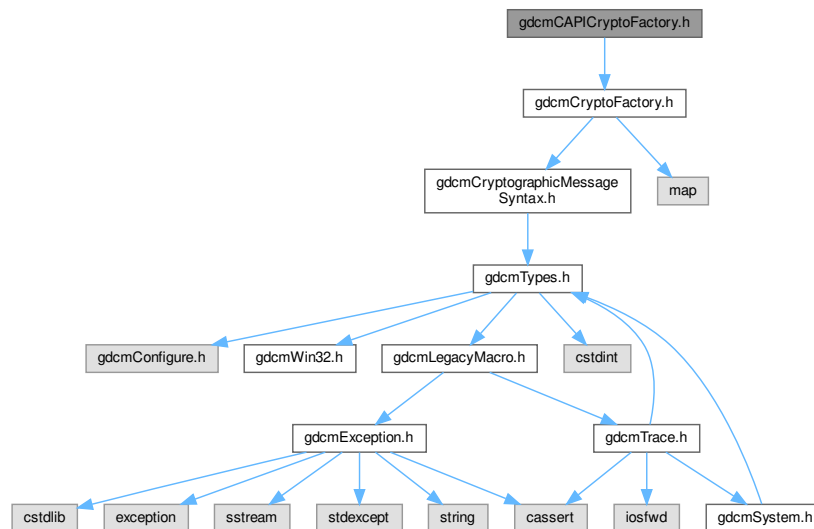 gdcmCAPICryptoFactory.h
gdcmCryptoFactory.h
gdcmCryptographicMessage
Syntax.h
map
gdcmTypes.h
gdcmConfigure.h
gdcmWin32.h
gdcmLegacyMacro.h
cstdint
gdcmException.h
gdcmTrace.h
cstdlib
exception
sstream
stdexcept
string
cassert
iosfwd
gdcmSystem.h